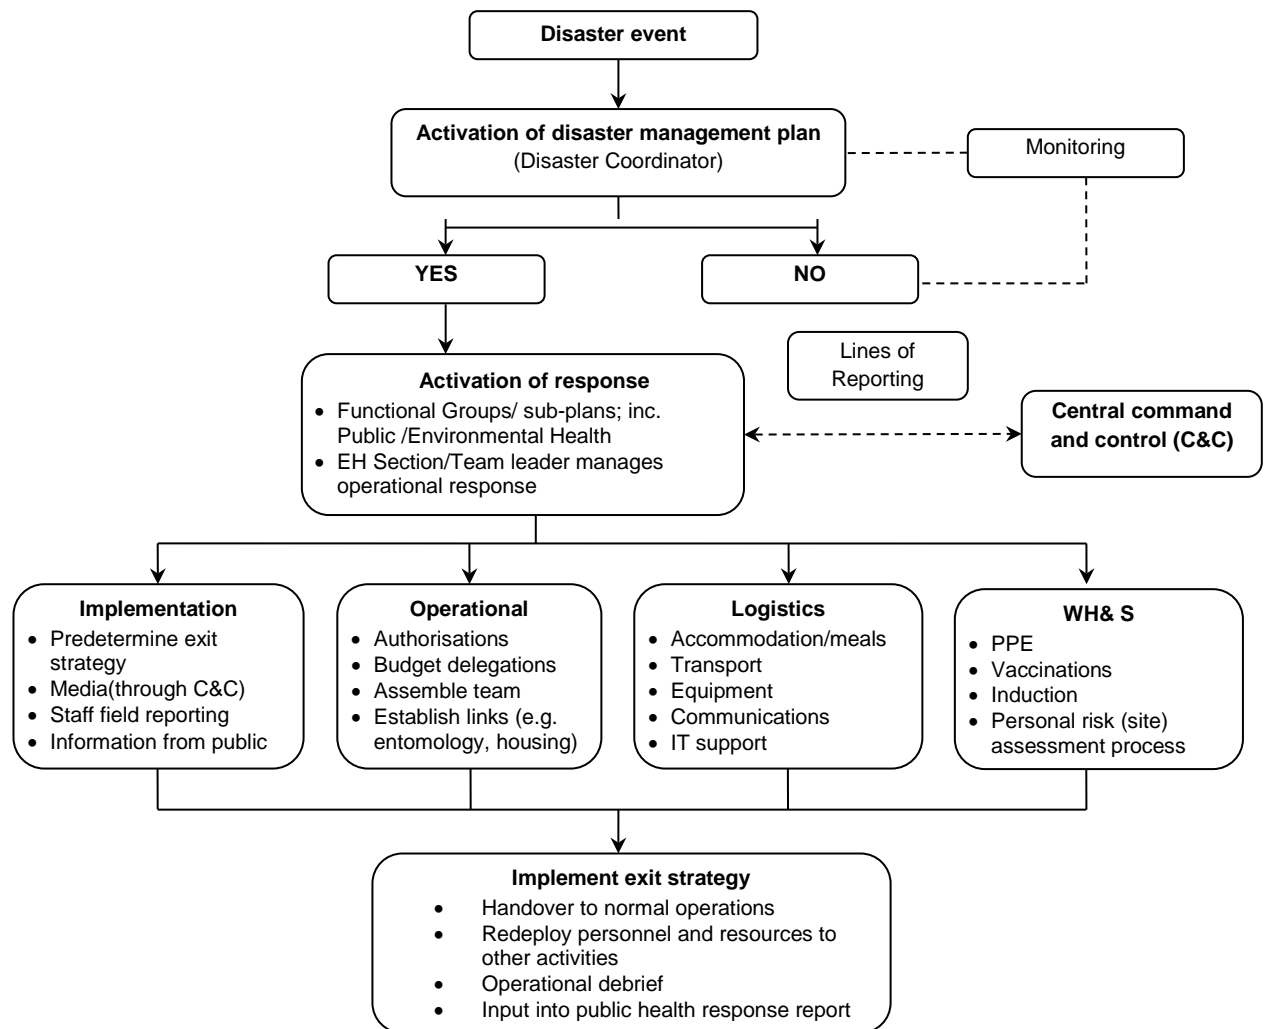 Disaster event
Activation of disaster management plan
(Disaster Coordinator)
Monitoring
YES
NO
Lines of
Reporting
Activation of response
• Functional Groups/ sub-plans; inc.
Public /Environmental Health
• EH Section/Team leader manages
operational response
Central command
and control (C&C)
Implementation
• Predetermine exit
strategy
• Media(through C&C)
• Staff field reporting
• Information from public
Operational
• Authorisations
• Budget delegations
• Assemble team
• Establish links (e.g.
entomology, housing)
Logistics
• Accommodation/meals
• Transport
• Equipment
• Communications
• IT support
WH& S
• PPE
• Vaccinations
• Induction
• Personal risk (site)
assessment process
Implement exit strategy
• Handover to normal operations
• Redeploy personnel and resources to
other activities
• Operational debrief
• Input into public health response report